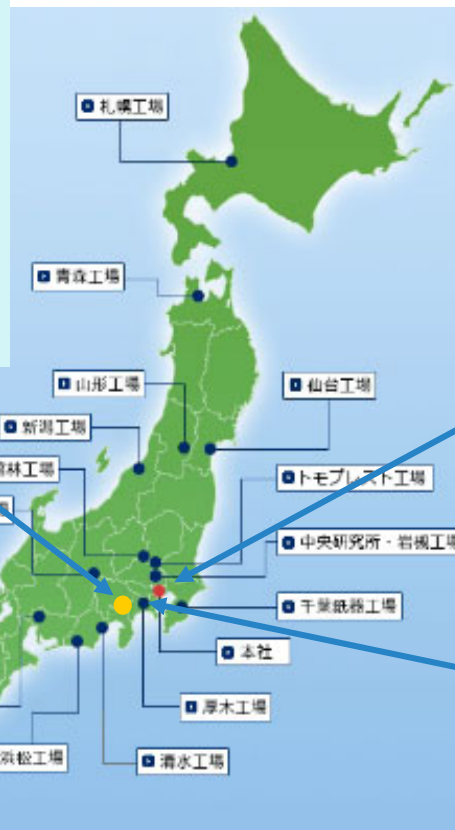 札幌工場
青森工場
山形工場
仙台工場
新潟工場
林工場
トモプレスト工場
中央研究所・岩槻工場
千葉紙器工場
本社
厚木工場
浜松工場
清水工場